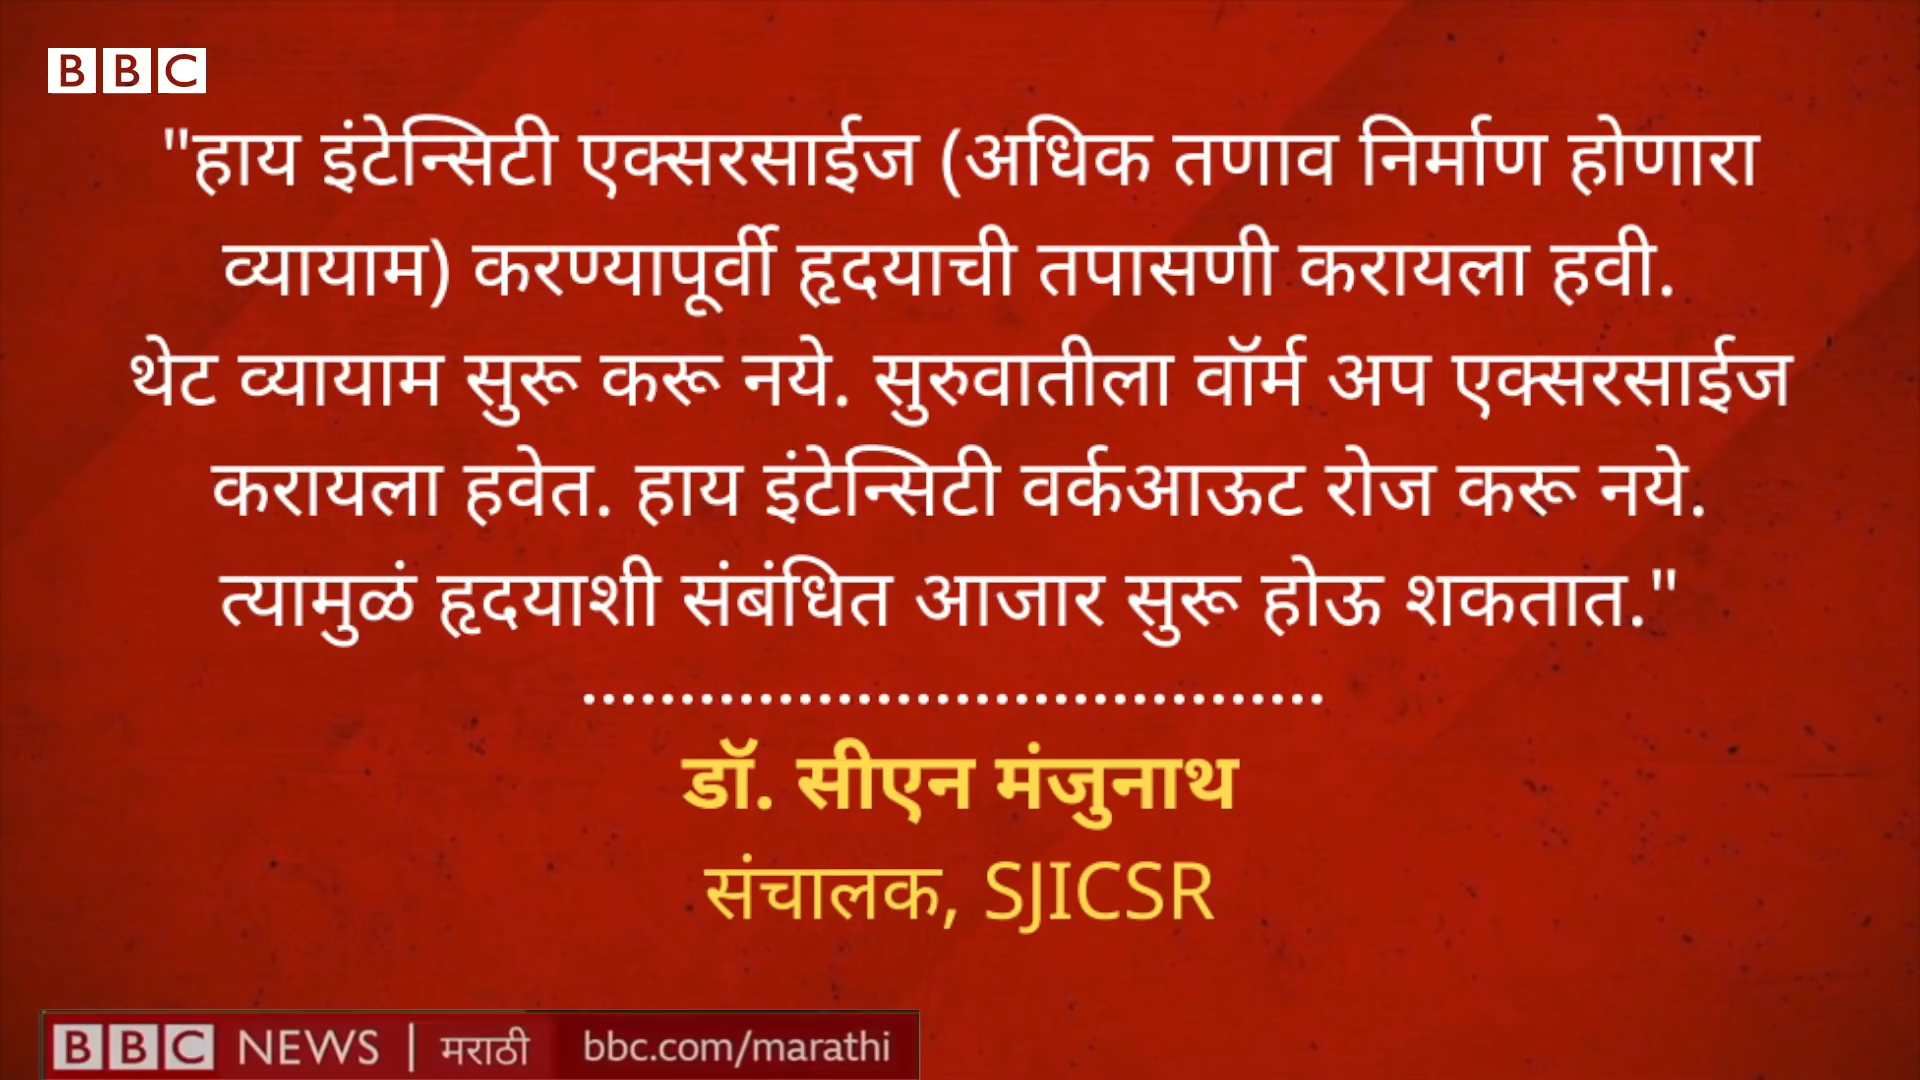 BBC
"हाय इंटेन्सिटी एक्सरसाईज (अधिक तणाव निर्माण होणारा
व्यायाम) करण्यापूर्वी हृदयाची तपासणी करायला हवी.
थेट व्यायाम सुरू करू नये. सुरुवातीला वॉर्म अप एक्सरसाईज
करायला हवेत. हाय इंटेन्सिटी वर्कआऊट रोज करू नये.
त्यामुळं हृदयाशी संबंधित आजार सुरू होऊ शकतात."
......................................
डॉ. सीएन मंजुनाथ
संचालक, SJICSR
BBC NEWS | मराठी bbc.com/marathi